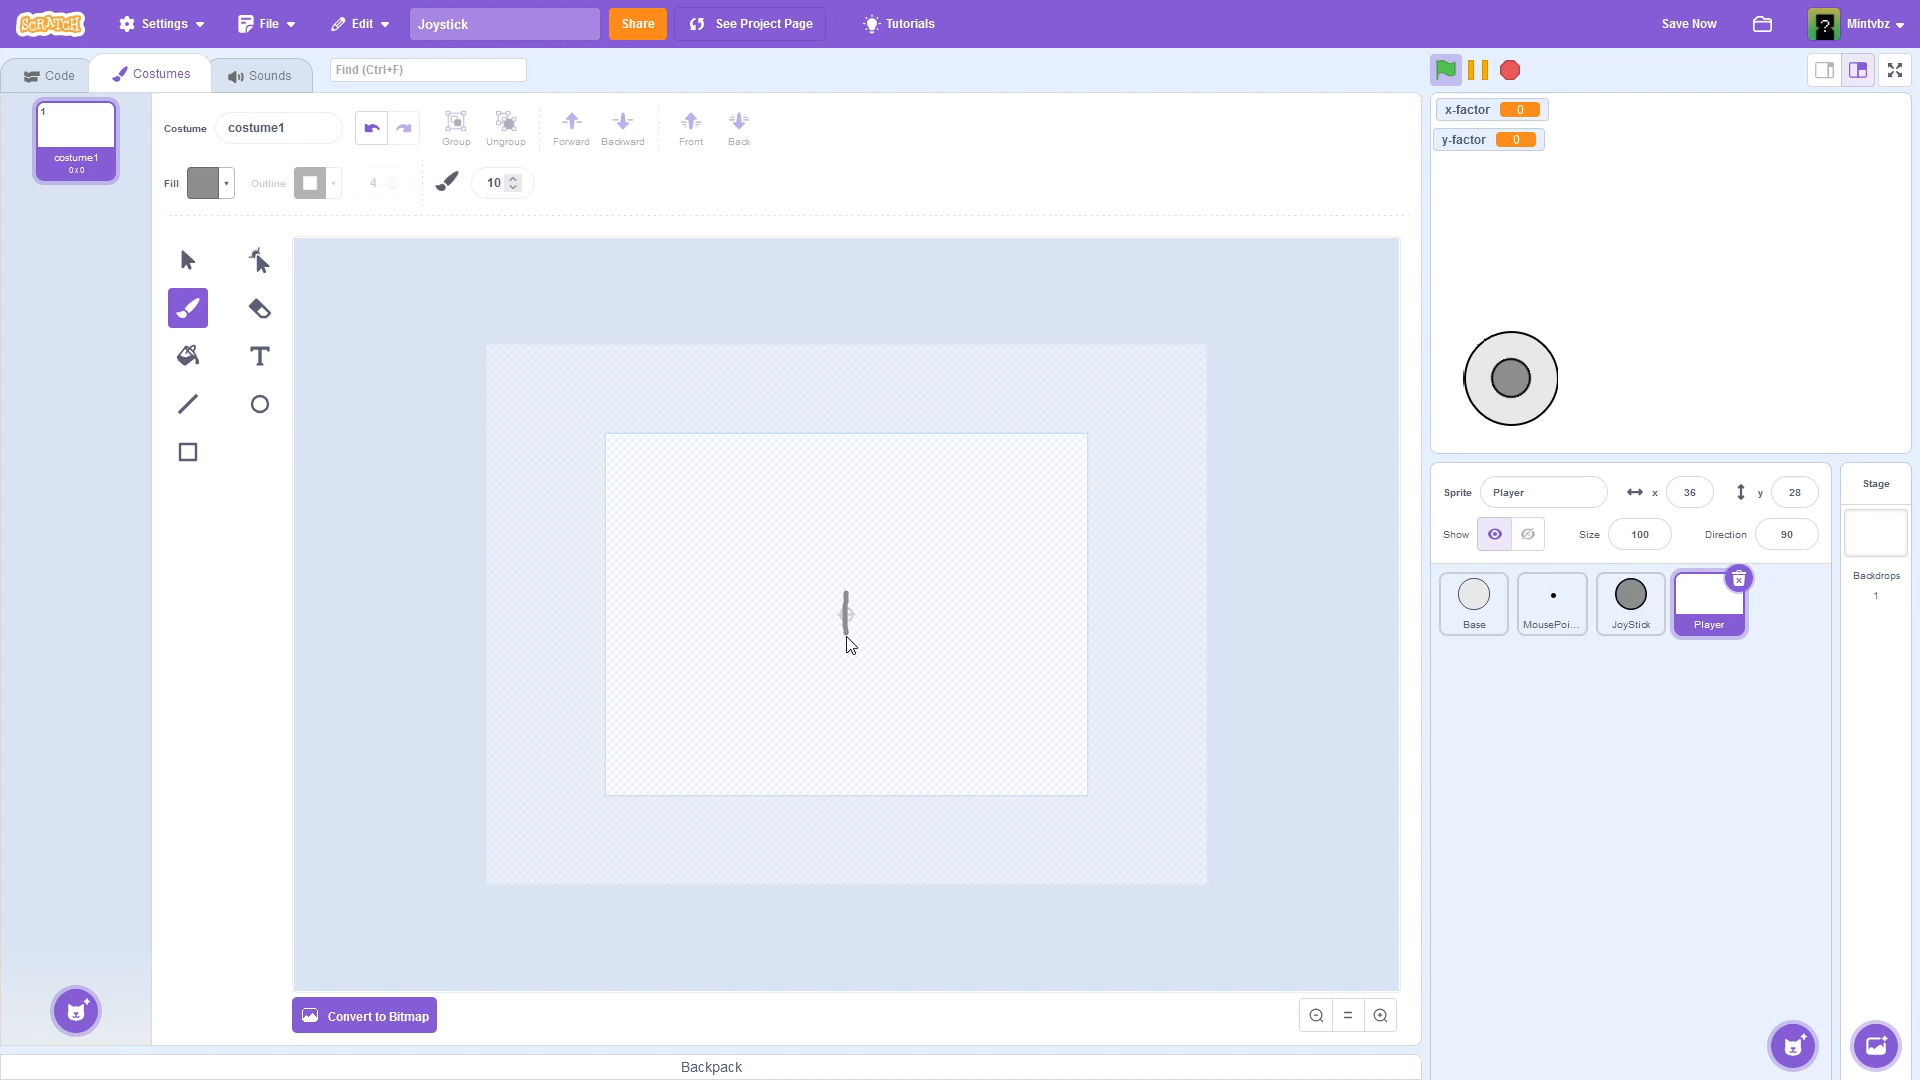 SCRATCH
Settings
File
Edit
Joystick
Share
See Project Page
Tutorials
Save Now
?
Mintvbz
Code
Costumes
Sounds
Find (Ctrl+F)
1
costume1
0 x 0
Costume
costume1
Group
Ungroup
Forward
Backward
Front
Back
Fill
Outline
4
10
T
x-factor 0
y-factor 0
Sprite
Player
x
36
y
28
Show
Size
100
Direction
90
Base
MousePoi...
JoyStick
Player
Stage
Backdrops
1
Convert to Bitmap
=
Backpack